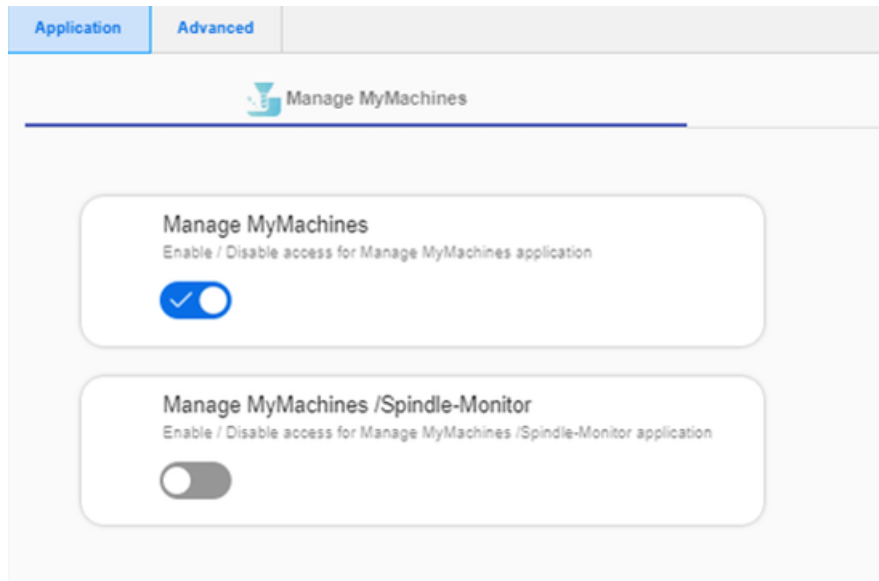 Application
Advanced
Manage MyMachines
Manage MyMachines
Enable / Disable access for Manage MyMachines application
Manage MyMachines /Spindle-Monitor
Enable / Disable access for Manage MyMachines /Spindle-Monitor application